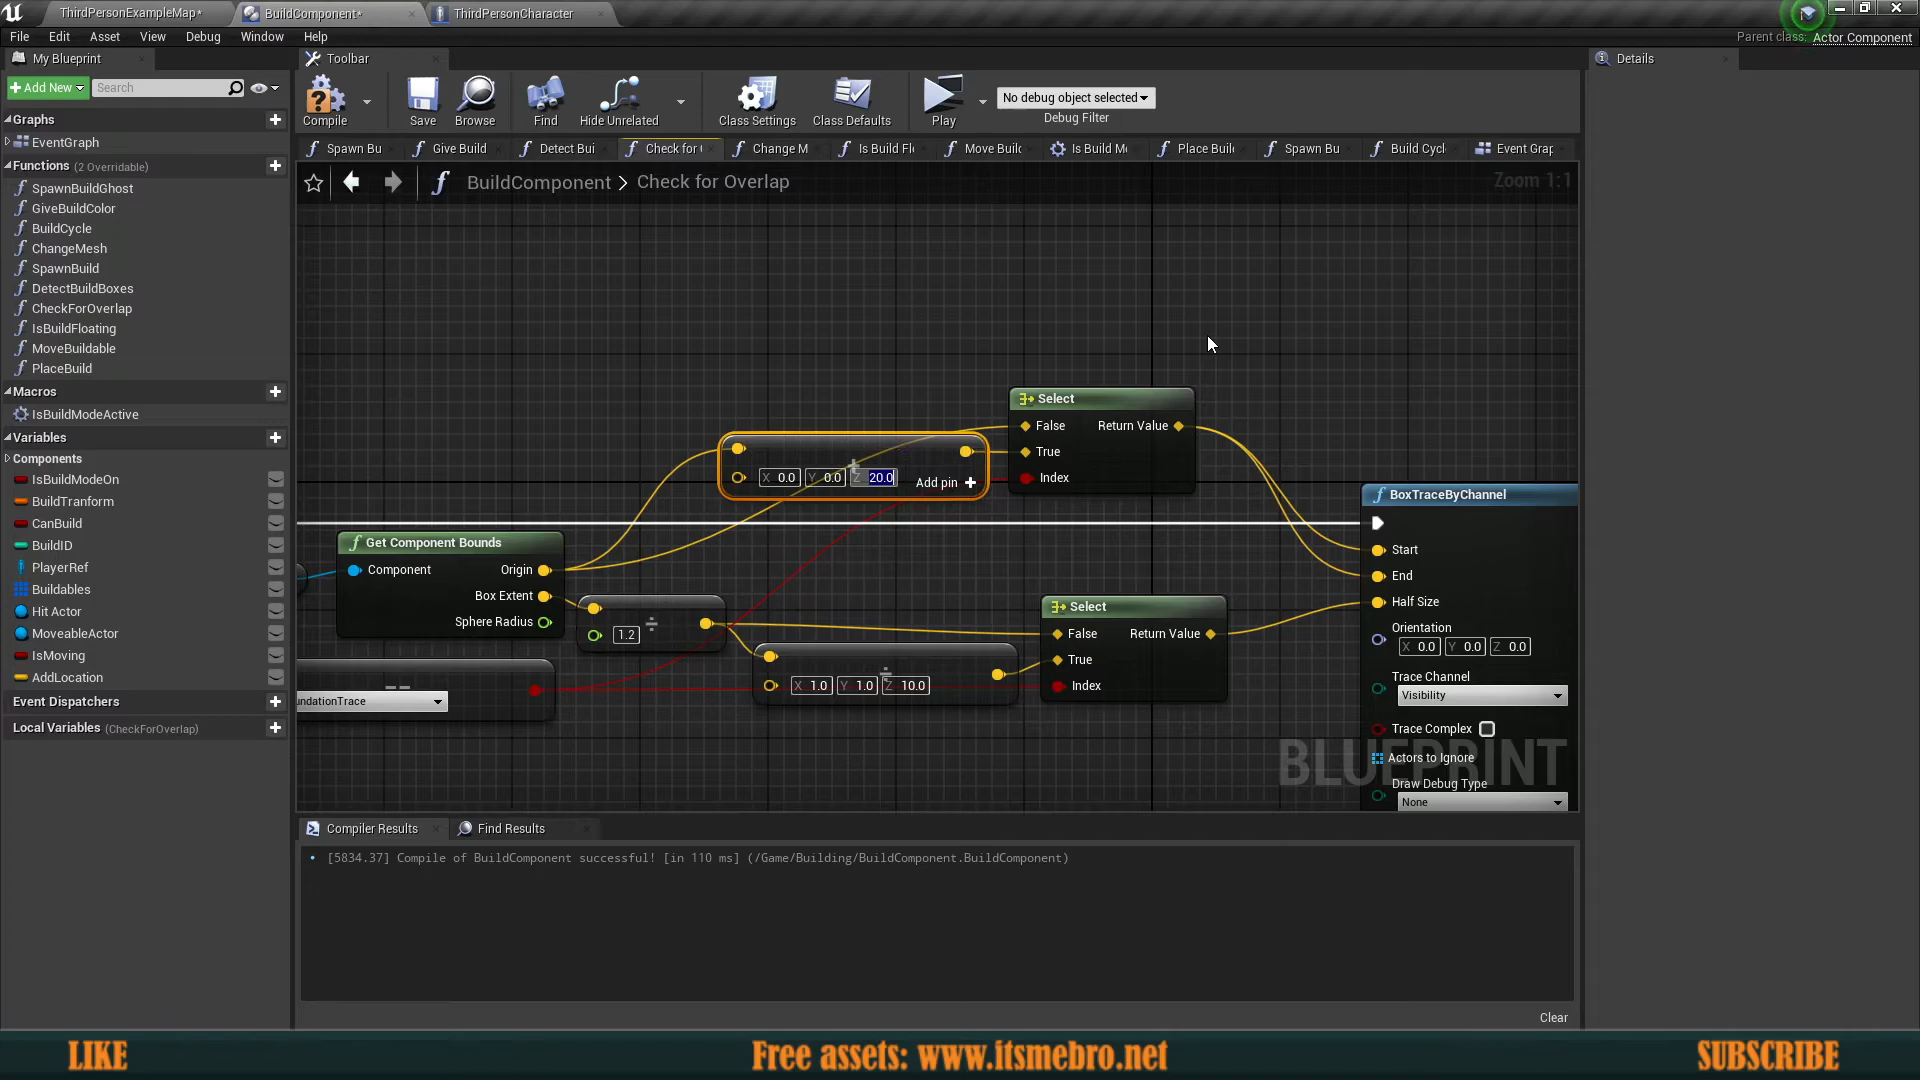 ThirdPersonExampleMap*
BuildComponent*
ThirdPersonCharacter
File Edit Asset View Debug Window Help
Parent class: Actor Component
My Blueprint
Toolbar
Details
Add New
Search
Compile
Save
Browse
Find
Hide Unrelated
Class Settings
Class Defaults
Play
No debug object selected
Debug Filter
Graphs
EventGraph
Functions (2 Overridable)
SpawnBuildGhost
GiveBuildColor
BuildCycle
ChangeMesh
SpawnBuild
DetectBuildBoxes
CheckForOverlap
IsBuildFloating
MoveBuildable
PlaceBuild
Macros
IsBuildModeActive
Variables
Components
IsBuildModeOn
BuildTranform
CanBuild
BuildID
PlayerRef
Buildables
Hit Actor
MoveableActor
IsMoving
AddLocation
Event Dispatchers
Local Variables (CheckForOverlap)
Spawn Bu
Give Build
Detect Bui
Check for
Change M
Is Build Fl
Move Build
Is Build M
Place Buil
Spawn Bu
Build Cycl
Event Grap
BuildComponent > Check for Overlap
Zoom 1:1
Select
False
Return Value
True
Index
X 0.0 Y 0.0 Z 20.0
Add pin
Get Component Bounds
Component
Origin
Box Extent
Sphere Radius
1.2
undationTrace
X 1.0 Y 1.0 Z 10.0
Select
False
Return Value
True
Index
BoxTraceByChannel
Start
End
Half Size
Orientation
X 0.0 Y 0.0 Z 0.0
Trace Channel
Visibility
Trace Complex
Actors to Ignore
Draw Debug Type
None
BLUEPRINT
Compiler Results
Find Results
[5834.37] Compile of BuildComponent successful! [in 110 ms] (/Game/Building/BuildComponent.BuildComponent)
Clear
LIKE
Free assets: www.itsmebro.net
SUBSCRIBE